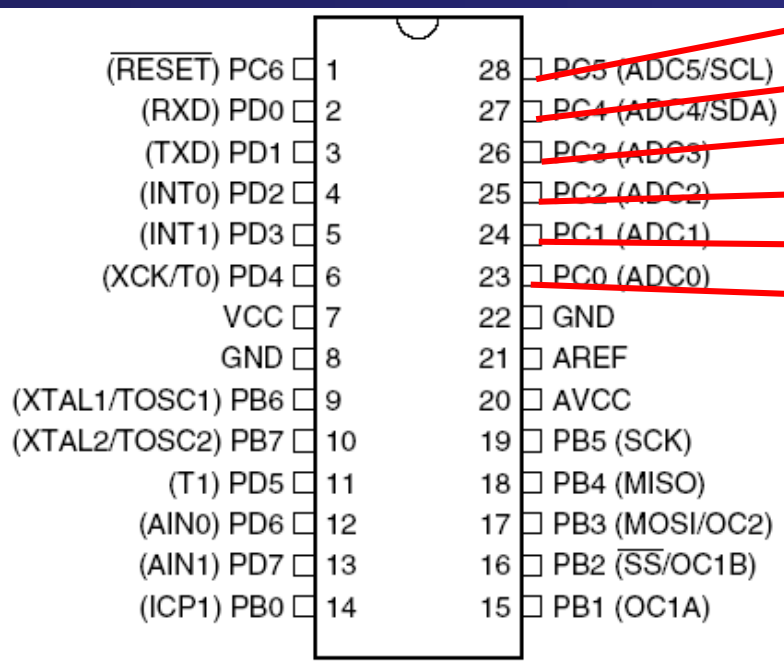 (RESET) PC6 1 28 PC5 (ADC5/SCL)
(RXD) PD0 2 27 PC4 (ADC4/SDA)
(TXD) PD1 3 26 PC3 (ADC3)
(INT0) PD2 4 25 PC2 (ADC2)
(INT1) PD3 5 24 PC1 (ADC1)
(XCK/T0) PD4 6 23 PC0 (ADC0)
VCC 7 22 GND
GND 8 21 AREF
(XTAL1/TOSC1) PB6 9 20 AVCC
(XTAL2/TOSC2) PB7 10 19 PB5 (SCK)
(T1) PD5 11 18 PB4 (MISO)
(AIN0) PD6 12 17 PB3 (MOSI/OC2)
(AIN1) PD7 13 16 PB2 (SS/OC1B)
(ICP1) PB0 14 15 PB1 (OC1A)